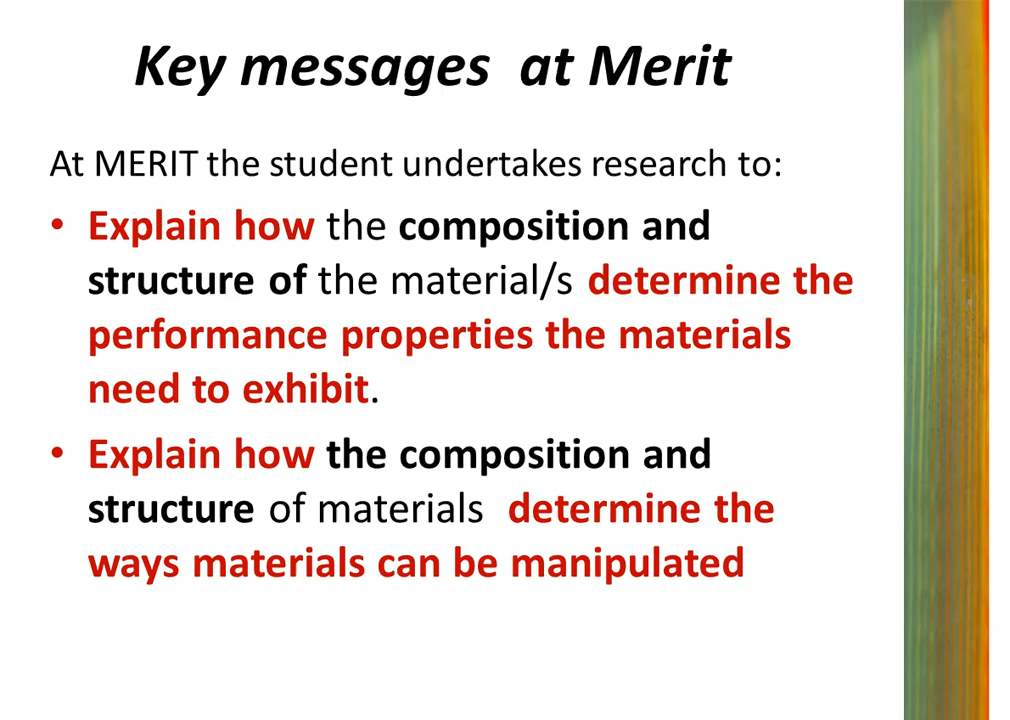 Key messages  at Merit
At MERIT the student undertakes research to:
• Explain how the composition and
structure of the material/s determine the
performance properties the materials
need to exhibit.
• Explain how the composition and
structure of materials  determine the
ways materials can be manipulated